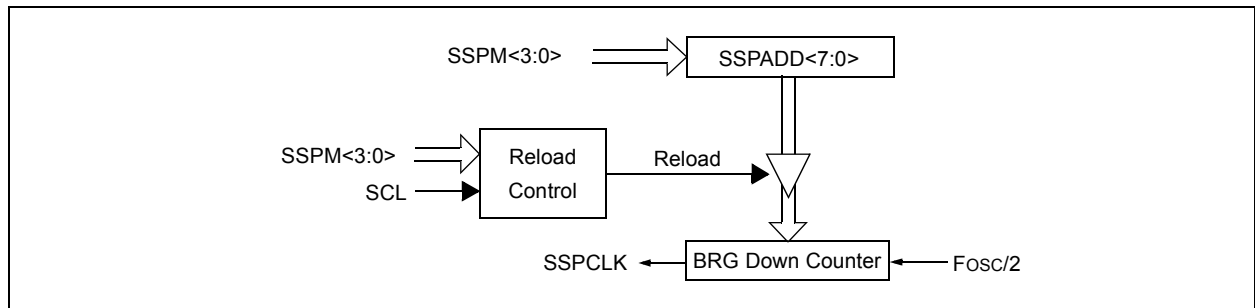 SSPM<3:0>
SSPADD<7:0>
SSPM<3:0>
SCL
Reload
Control
Reload
SSPCLK
BRG Down Counter
FOSC/2